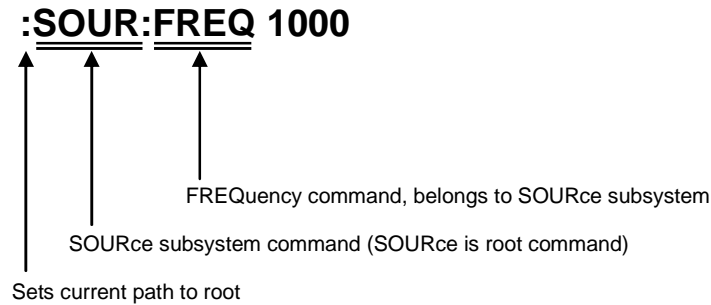 :SOUR:FREQ 1000
FREQuency command, belongs to SOURce subsystem
SOURce subsystem command (SOURce is root command)
Sets current path to root